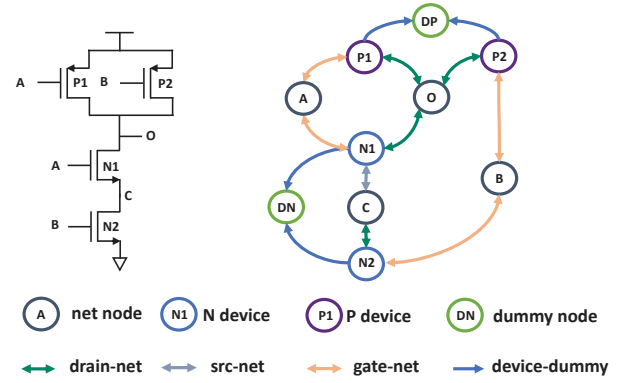 A
P1
B
P2
O
A
N1
C
B
N2
DP
P1
P2
A
O
N1
B
DN
C
N2
A net node
N1 N device
P1 P device
DN dummy node
drain-net
src-net
gate-net
device-dummy